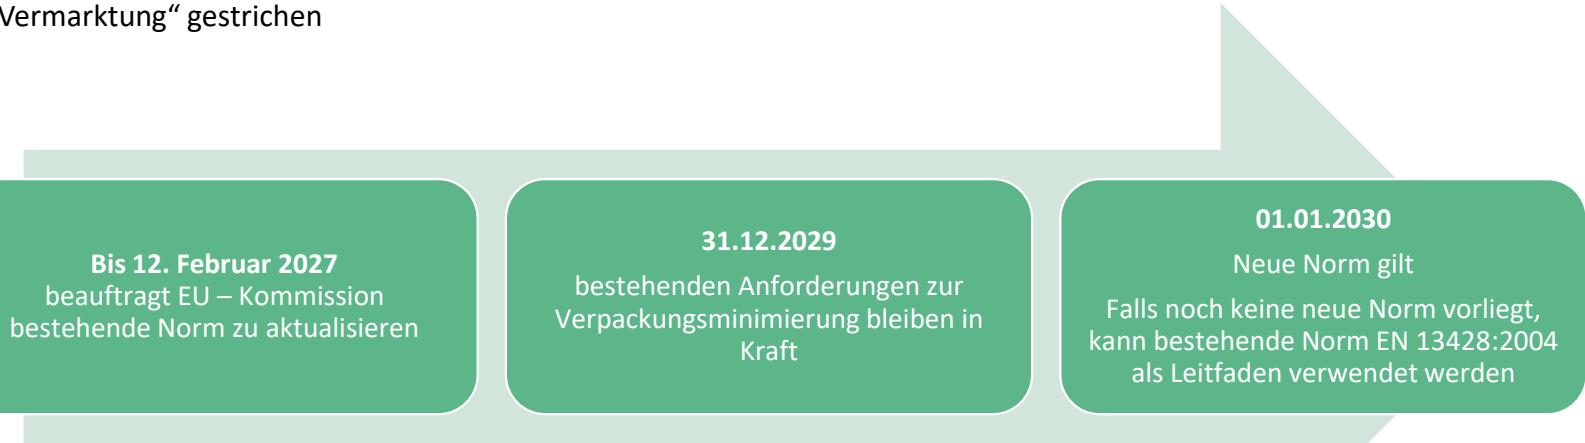 Vermarktung“ gestrichen
Bis 12. Februar 2027
beauftragt EU – Kommission
bestehende Norm zu aktualisieren
31.12.2029
bestehenden Anforderungen zur
Verpackungsminimierung bleiben in
Kraft
01.01.2030
Neue Norm gilt
Falls noch keine neue Norm vorliegt,
kann bestehende Norm EN 13428:2004
als Leitfaden verwendet werden